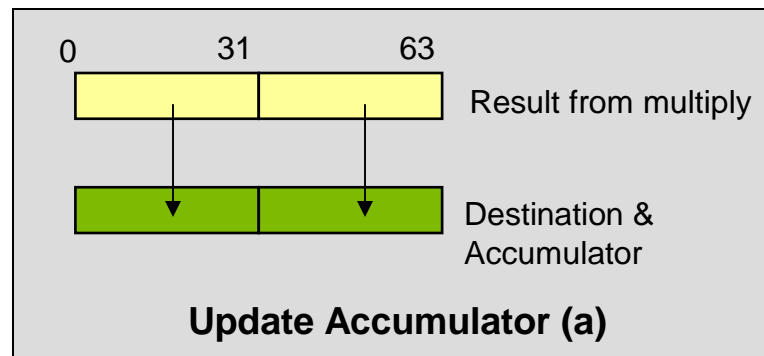 0 31 63
Result from multiply
Destination &
Accumulator
Update Accumulator (a)